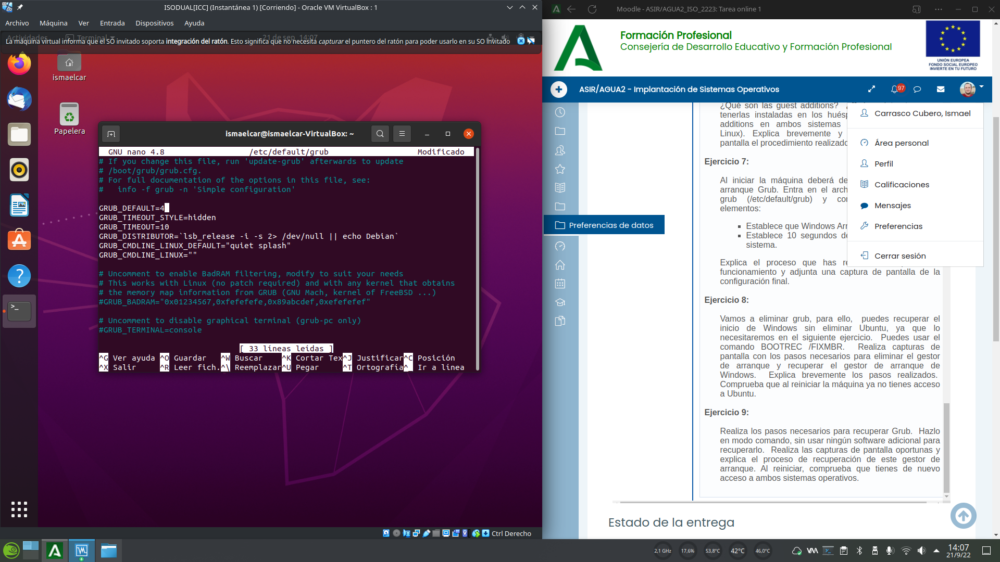 ISODUAL[ICC] (Instantánea 1) [Corriendo] - Oracle VM VirtualBox : 1
Archivo Máquina Ver Entrada Dispositivos Ayuda
Actividades Terminal 21 de sep 14:07
La máquina virtual informa que el SO invitado soporta integración del ratón. Esto significa que no necesita capturar el puntero del ratón para poder usarlo en su SO invitado
ismaelcar
Papelera
ismaelcar@ismaelcar-VirtualBox: ~
GNU nano 4.8 /etc/default/grub Modificado
# If you change this file, run 'update-grub' afterwards to update
# /boot/grub/grub.cfg.
# For full documentation of the options in this file, see:
#   info -f grub -n 'Simple configuration'
GRUB_DEFAULT=4
GRUB_TIMEOUT_STYLE=hidden
GRUB_TIMEOUT=10
GRUB_DISTRIBUTOR=`lsb_release -i -s 2> /dev/null || echo Debian`
GRUB_CMDLINE_LINUX_DEFAULT="quiet splash"
GRUB_CMDLINE_LINUX=""
# Uncomment to enable BadRAM filtering, modify to suit your needs
# This works with Linux (no patch required) and with any kernel that obtains
# the memory map information from GRUB (GNU Mach, kernel of FreeBSD ...)
#GRUB_BADRAM="0x01234567,0xfefefefe,0x89abcdef,0xefefefef"
# Uncomment to disable graphical terminal (grub-pc only)
#GRUB_TERMINAL=console
[ 33 líneas leídas ]
^G Ver ayuda ^O Guardar ^W Buscar ^K Cortar Tex ^J Justificar ^C Posición
^X Salir ^R Leer fich. ^\ Reemplazar ^U Pegar ^T Ortografía ^_ Ir a línea
Ctrl Derecho
Moodle - ASIR/AGUA2_ISO_2223: Tarea online 1
Formación Profesional
Consejería de Desarrollo Educativo y Formación Profesional
UNIÓN EUROPEA
FONDO SOCIAL EUROPEO
INVIERTE EN TU FUTURO
ASIR/AGUA2 - Implantación de Sistemas Operativos
97
¿Qué son las guest additions?
tenerlas instaladas en los
additions en ambos sistemas
Linux). Explica brevemente y
pantalla el procedimiento
Ejercicio 7:
Al iniciar la máquina deberá
arranque Grub. Entra en el
grub (/etc/default/grub) y
elementos:
Establece que Windows
Establece 10 segundos
sistema.
Explica el proceso que has
funcionamiento y adjunta una captura de pantalla de la
configuración final.
Carrasco Cubero, Ismael
Área personal
Perfil
Calificaciones
Mensajes
Preferencias
Cerrar sesión
Preferencias de datos
Ejercicio 8:
Vamos a eliminar grub, para ello, puedes recuperar el
inicio de Windows sin eliminar Ubuntu, ya que lo
necesitaremos en el siguiente ejercicio. Puedes usar el
comando BOOTREC /FIXMBR. Realiza capturas de
pantalla con los pasos necesarios para eliminar el gestor
de arranque y recuperar el gestor de arranque de
Windows. Explica brevemente los pasos realizados.
Comprueba que al reiniciar la máquina ya no tienes acceso
a Ubuntu.
Ejercicio 9:
Realiza los pasos necesarios para recuperar Grub. Hazlo
en modo comando, sin usar ningún software adicional para
recuperarlo. Realiza las capturas de pantalla oportunas y
explica el proceso de recuperación de este gestor de
arranque. Al reiniciar, comprueba que tienes de nuevo
acceso a ambos sistemas operativos.
Estado de la entrega
2,1 GHz 17,6% 53,8°C 42°C 46,0°C
14:07
21/9/22